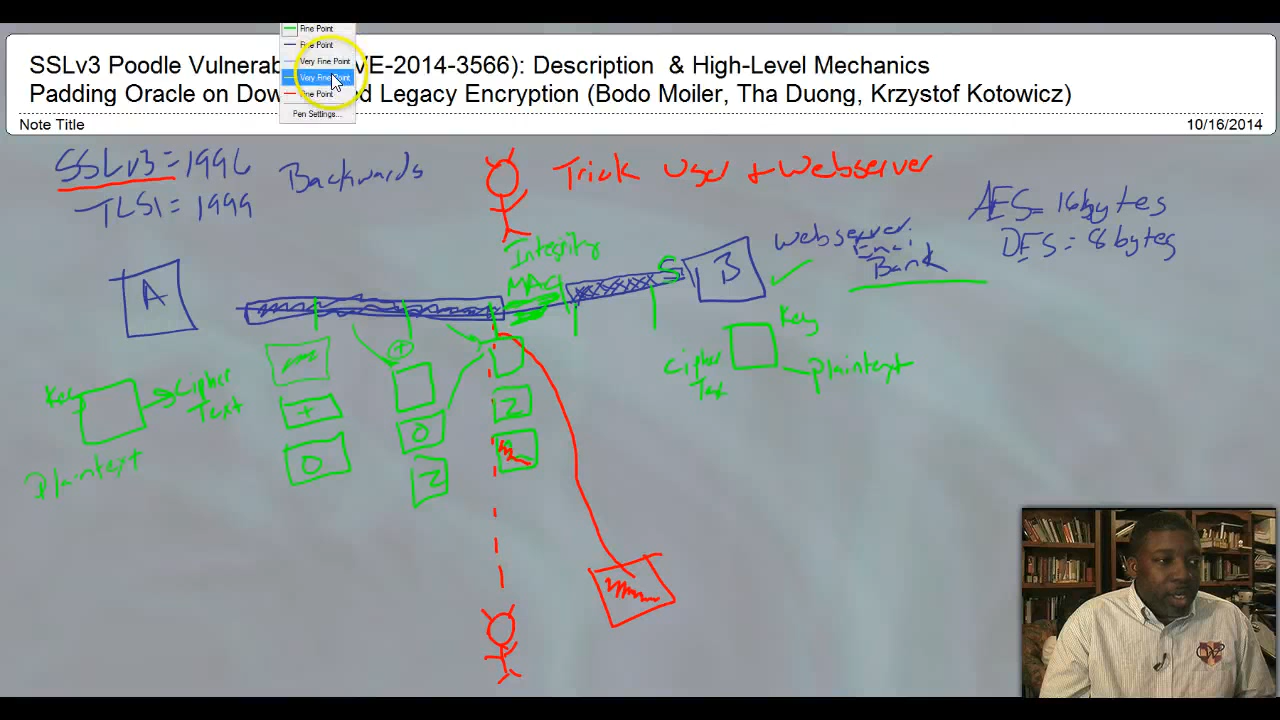 Fine Point
Fine Point
Very Fine Point
Very Fine Point
Fine Point
Pen Settings...
SSLv3 Poodle Vulnerab VE-2014-3566): Description & High-Level Mechanics
Padding Oracle on Dow d Legacy Encryption (Bodo Moiler, Tha Duong, Krzystof Kotowicz)
Note Title
10/16/2014
SSLv3 = 1996
TLS1 = 1999
Backwards
Trick User + Webserver
AES = 16bytes
DES = 8 bytes
Integrity
MAC
Webserver
Bank
A
S
B
Key
Cipher
Text
Plaintext
+
+
0
0
2
2
Key
Cipher
Plaintext